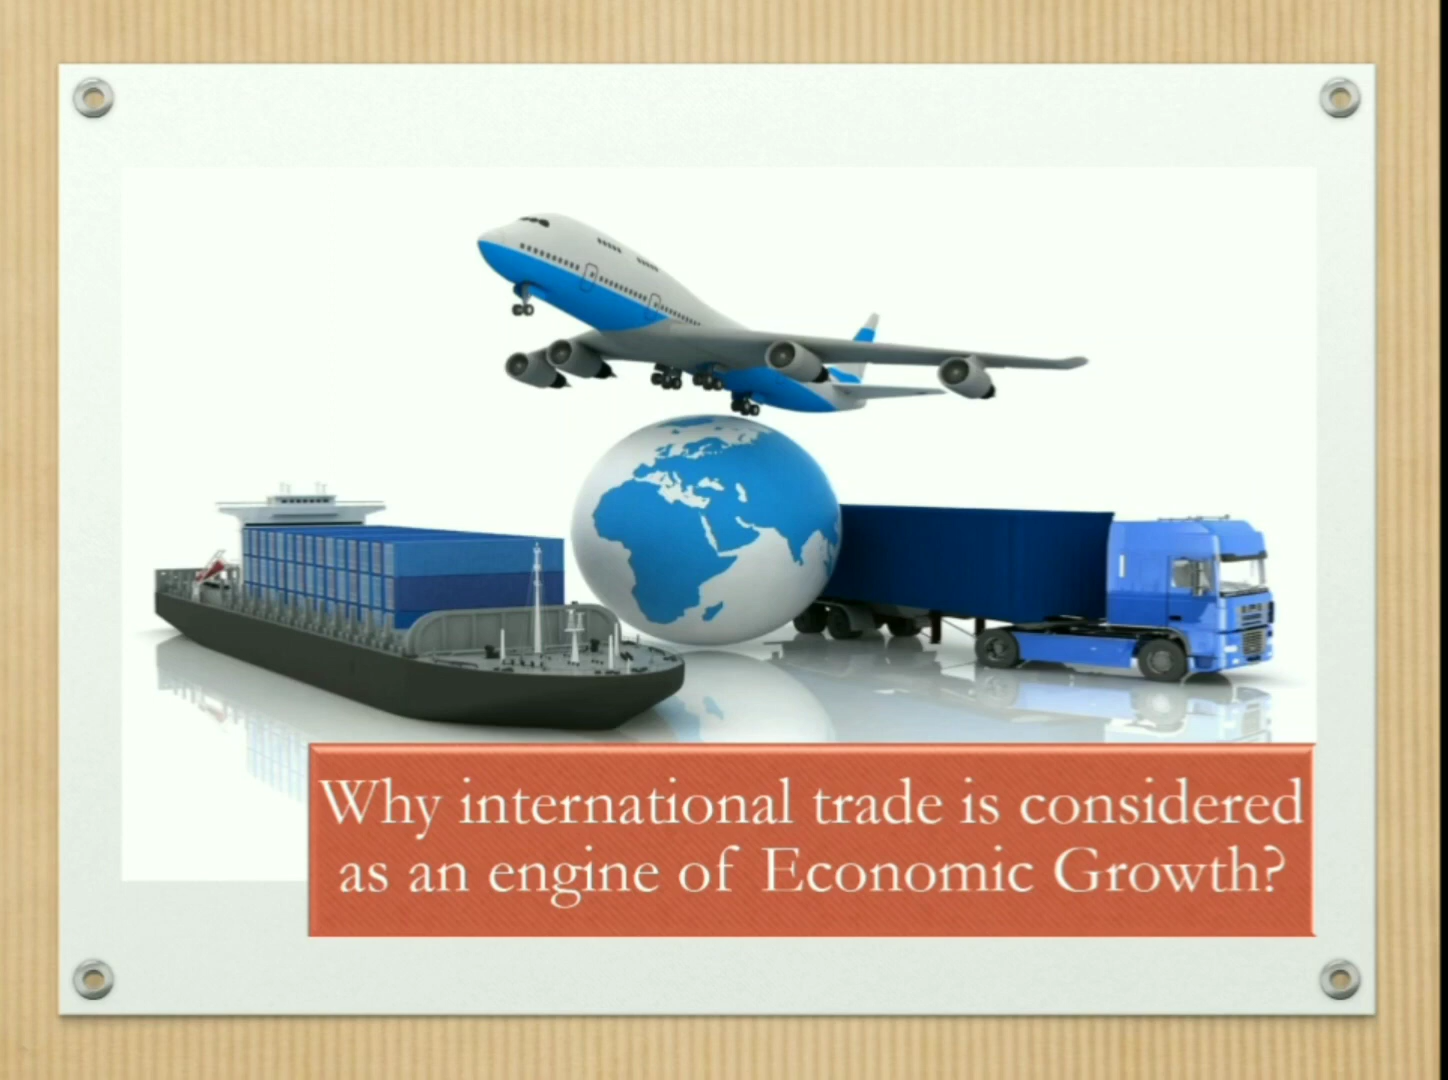 Why international trade is considered
as an engine of Economic Growth?